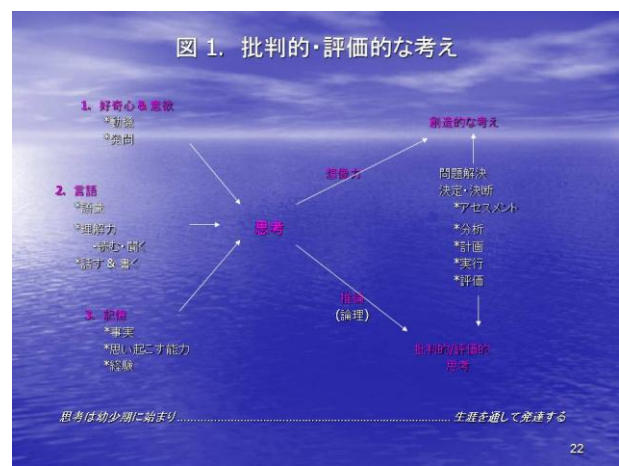 図 1. 批判的・評価的な考え
1. 好奇心 & 意欲
*動機
*発問
2. 言語
*語彙
*理解力
-読む・聞く
*話す & 書く
3. 記憶
*事実
*思い起こす能力
*経験
思考
想像力
推論
(論理)
創造的な考え
問題解決
決定・決断
*アセスメント
*分析
*計画
*実行
*評価
批判的/評価的
思考
思考は幼少期に始まり……………………………………………………………… 生涯を通して発達する
22